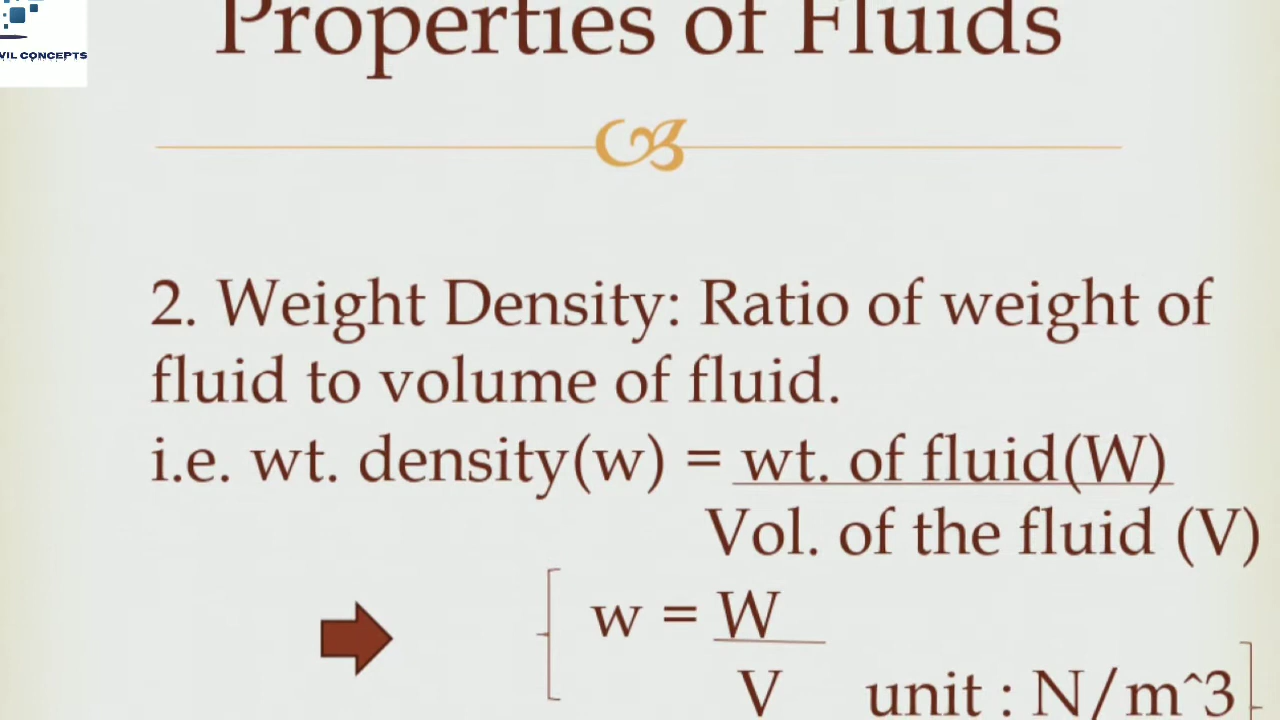 VIL CONCEPTS
Properties of Fluids
2. Weight Density: Ratio of weight of
fluid to volume of fluid.
i.e. wt. density(w) = wt. of fluid(W)
Vol. of the fluid (V)
w = W
V unit : N/m^3